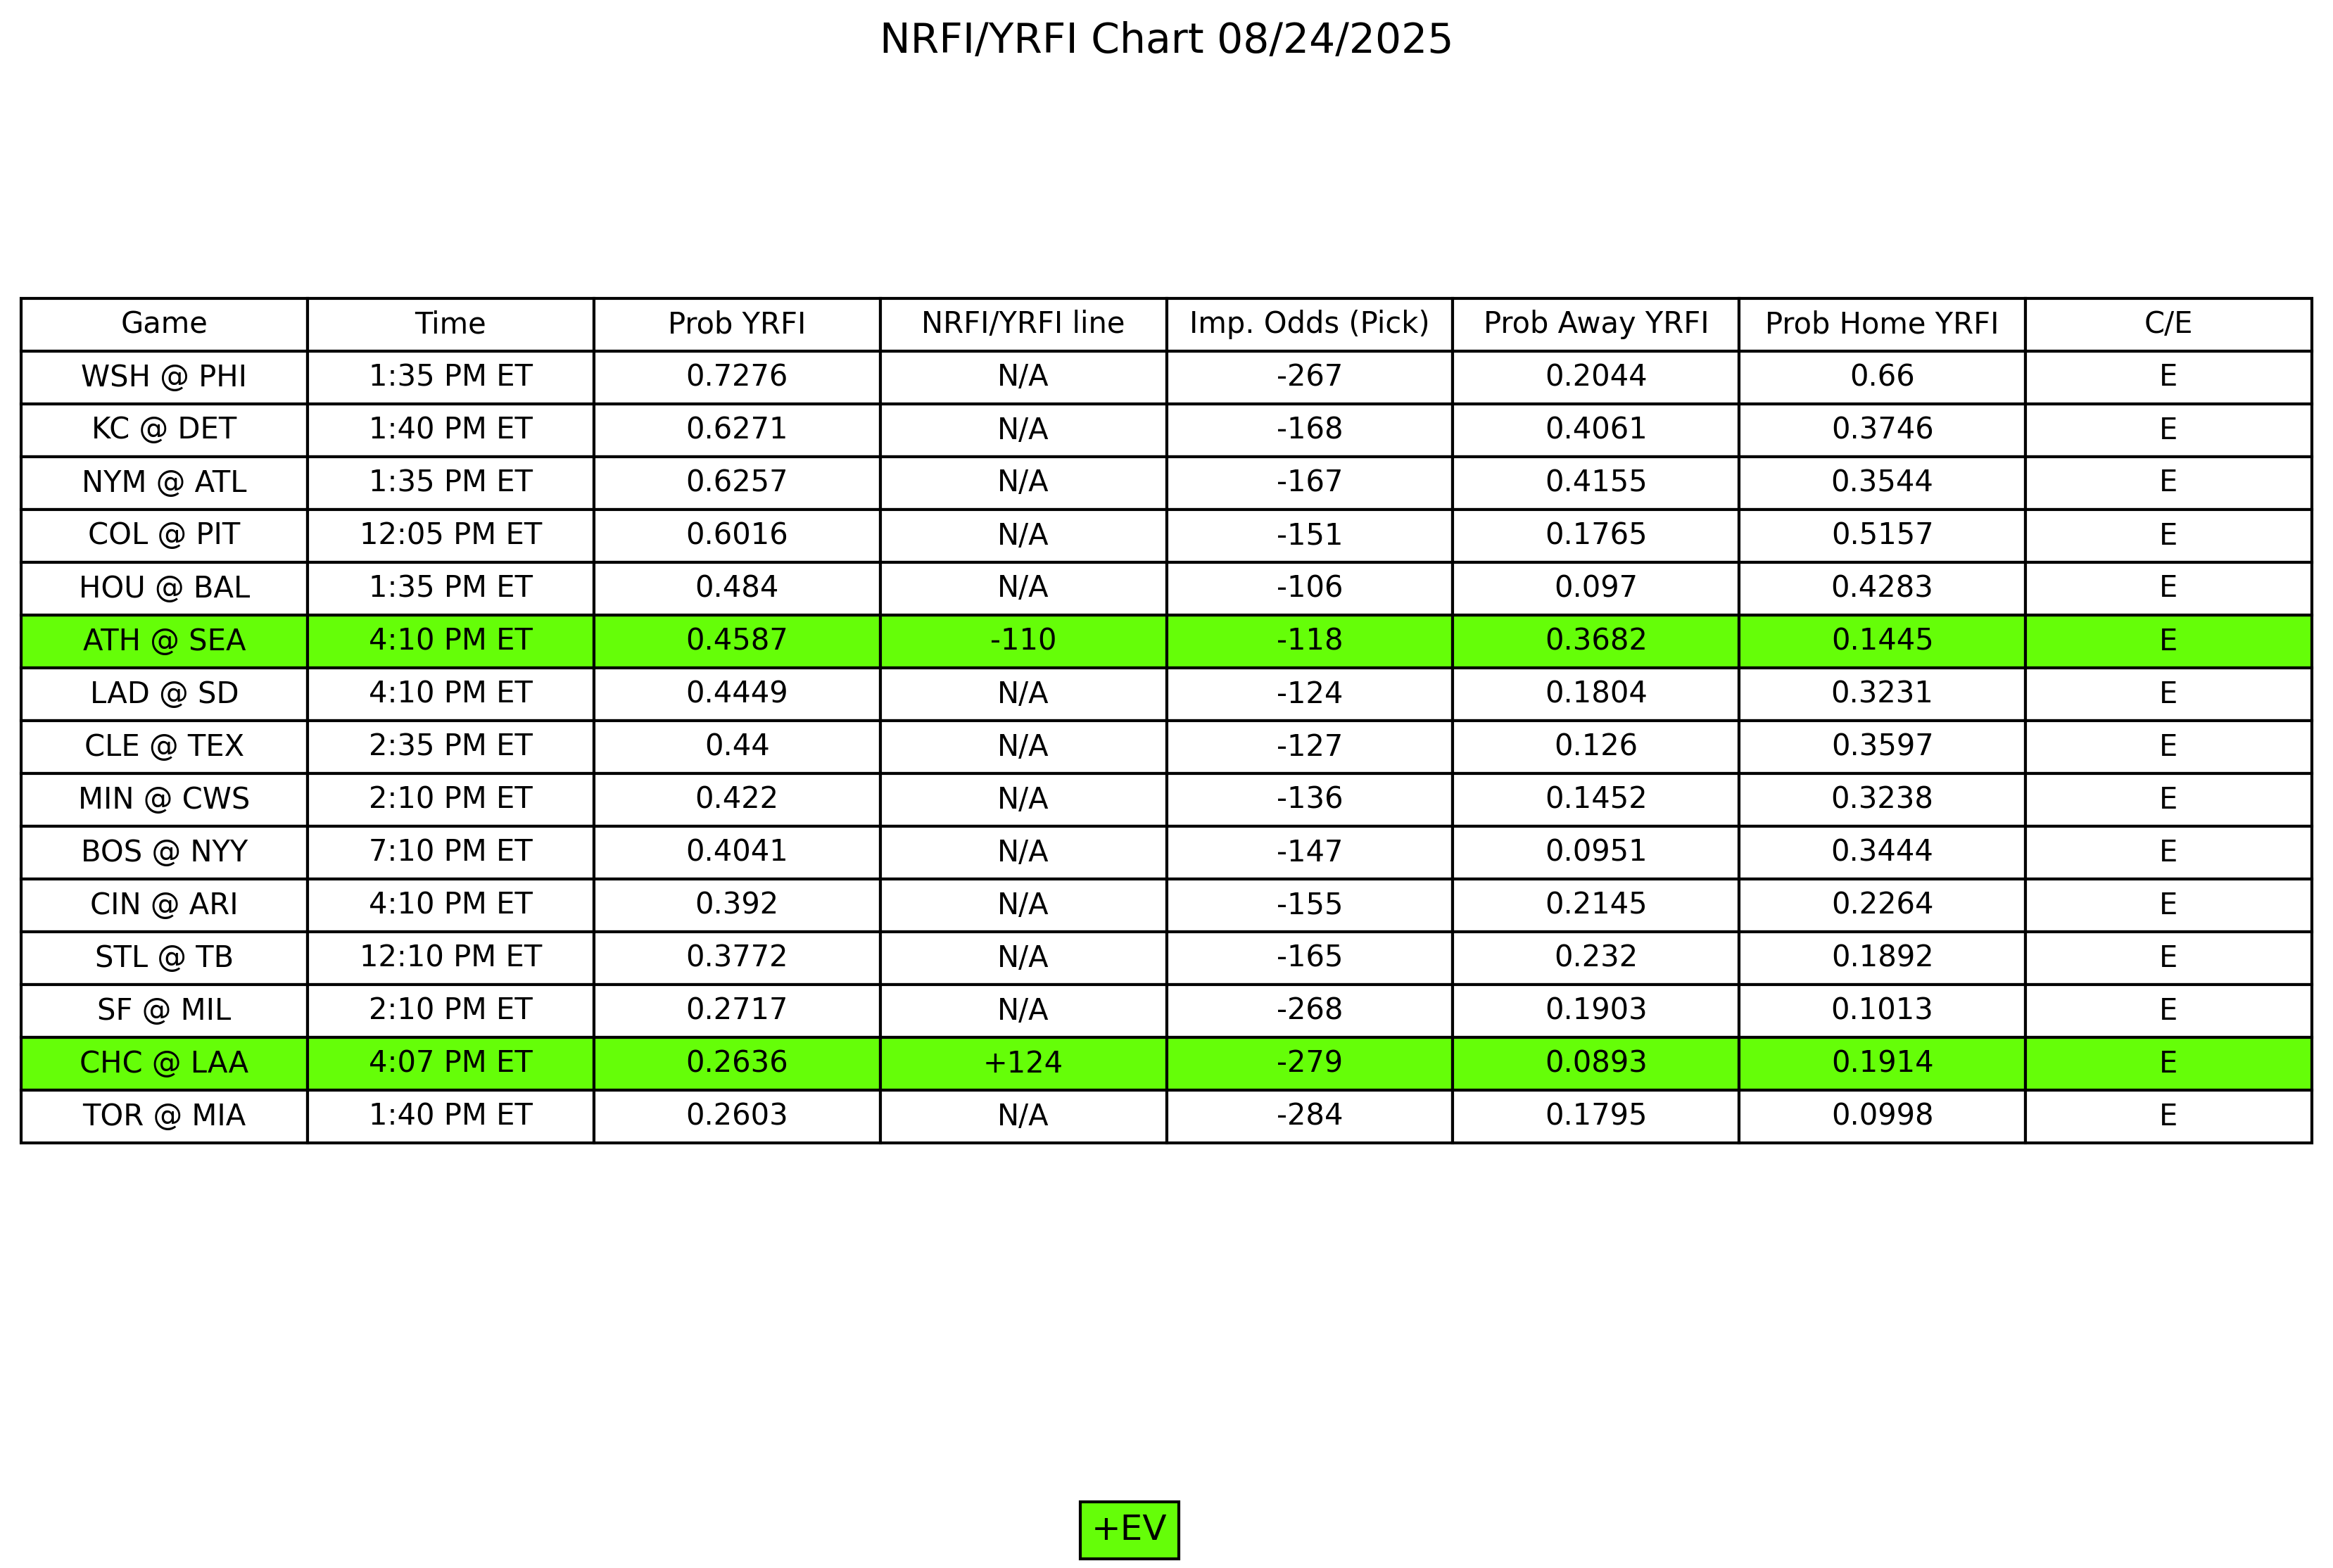 NRFI/YRFI Chart 08/24/2025
Game Time Prob YRFI NRFI/YRFI line Imp. Odds (Pick) Prob Away YRFI Prob Home YRFI C/E
WSH @ PHI 1:35 PM ET 0.7276 N/A -267 0.2044 0.66 E
KC @ DET 1:40 PM ET 0.6271 N/A -168 0.4061 0.3746 E
NYM @ ATL 1:35 PM ET 0.6257 N/A -167 0.4155 0.3544 E
COL @ PIT 12:05 PM ET 0.6016 N/A -151 0.1765 0.5157 E
HOU @ BAL 1:35 PM ET 0.484 N/A -106 0.097 0.4283 E
ATH @ SEA 4:10 PM ET 0.4587 -110 -118 0.3682 0.1445 E
LAD @ SD 4:10 PM ET 0.4449 N/A -124 0.1804 0.3231 E
CLE @ TEX 2:35 PM ET 0.44 N/A -127 0.126 0.3597 E
MIN @ CWS 2:10 PM ET 0.422 N/A -136 0.1452 0.3238 E
BOS @ NYY 7:10 PM ET 0.4041 N/A -147 0.0951 0.3444 E
CIN @ ARI 4:10 PM ET 0.392 N/A -155 0.2145 0.2264 E
STL @ TB 12:10 PM ET 0.3772 N/A -165 0.232 0.1892 E
SF @ MIL 2:10 PM ET 0.2717 N/A -268 0.1903 0.1013 E
CHC @ LAA 4:07 PM ET 0.2636 +124 -279 0.0893 0.1914 E
TOR @ MIA 1:40 PM ET 0.2603 N/A -284 0.1795 0.0998 E
+EV